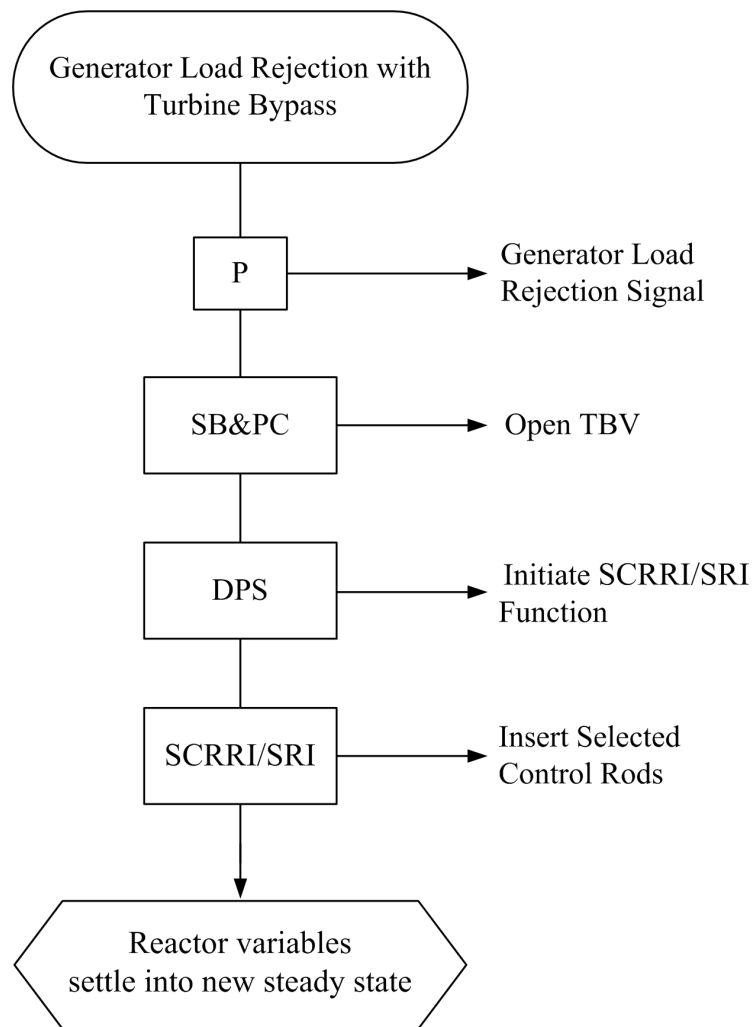 Generator Load Rejection with
Turbine Bypass
P
Generator Load
Rejection Signal
SB&PC
Open TBV
DPS
Initiate SCRRI/SRI
Function
SCRRI/SRI
Insert Selected
Control Rods
Reactor variables
settle into new steady state